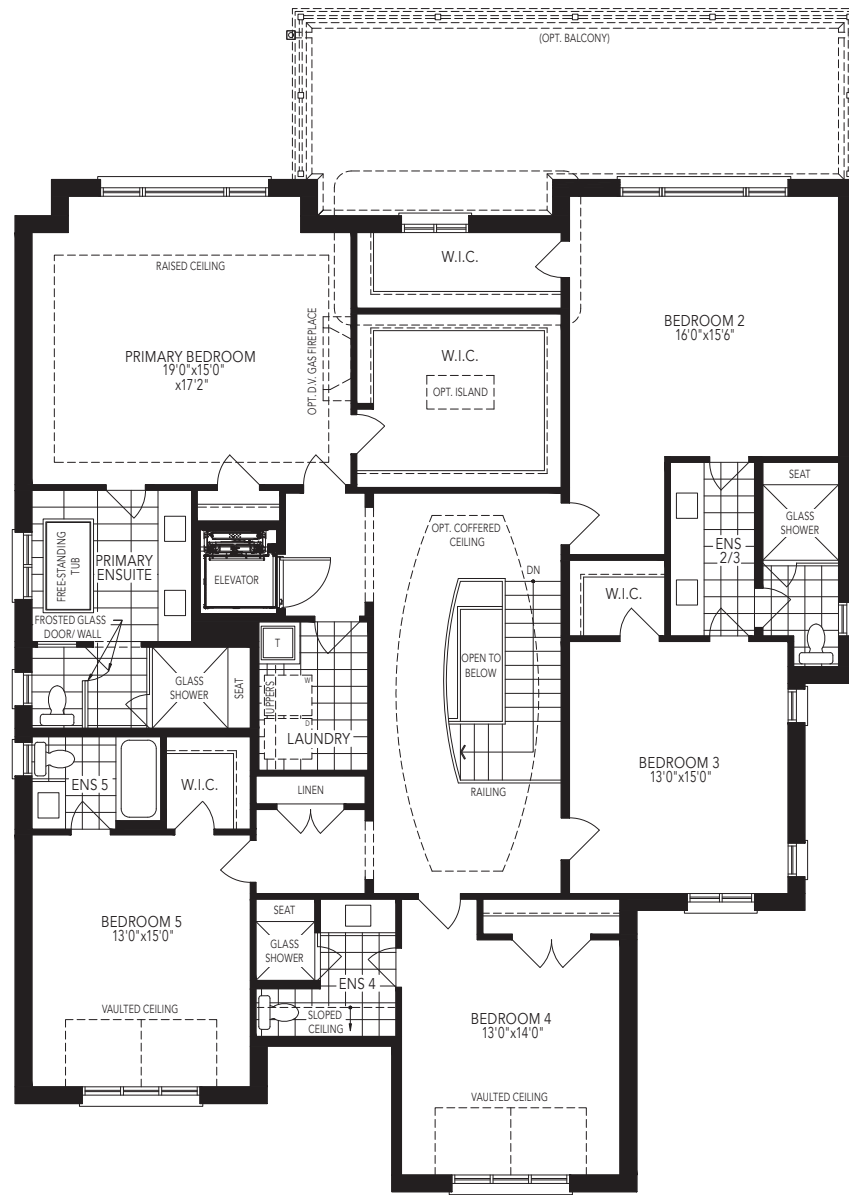 (OPT. BALCONY)
W.I.C.
RAISED CEILING
BEDROOM 2
16'0"x15'6"
PRIMARY BEDROOM
19'0"x15'0"
x17'2"
OPT. D.V. GAS FIREPLACE
W.I.C.
OPT. ISLAND
SEAT
GLASS
SHOWER
OPT. COFFERED
CEILING
ENS
2/3
FREE-STANDING
TUB
PRIMARY
ENSUITE
ELEVATOR
DN
W.I.C.
FROSTED GLASS
DOOR/ WALL
T
OPEN TO
BELOW
GLASS
SHOWER
SEAT
UPPERS
W
D
LAUNDRY
BEDROOM 3
13'0"x15'0"
ENS 5
W.I.C.
LINEN
RAILING
BEDROOM 5
13'0"x15'0"
SEAT
GLASS
SHOWER
ENS 4
VAULTED CEILING
SLOPED
CEILING
BEDROOM 4
13'0"x14'0"
VAULTED CEILING